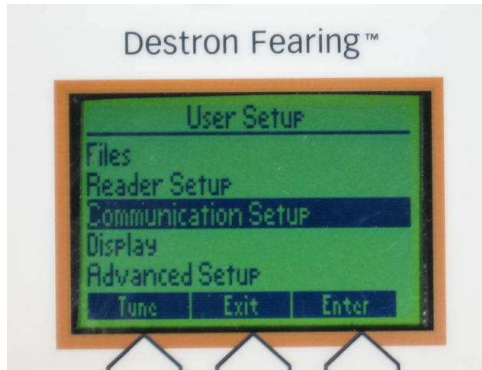 Destron Fearing™
User Setup
Files
Reader Setup
Communication Setup
Display
Advanced Setup
Tune Exit Enter